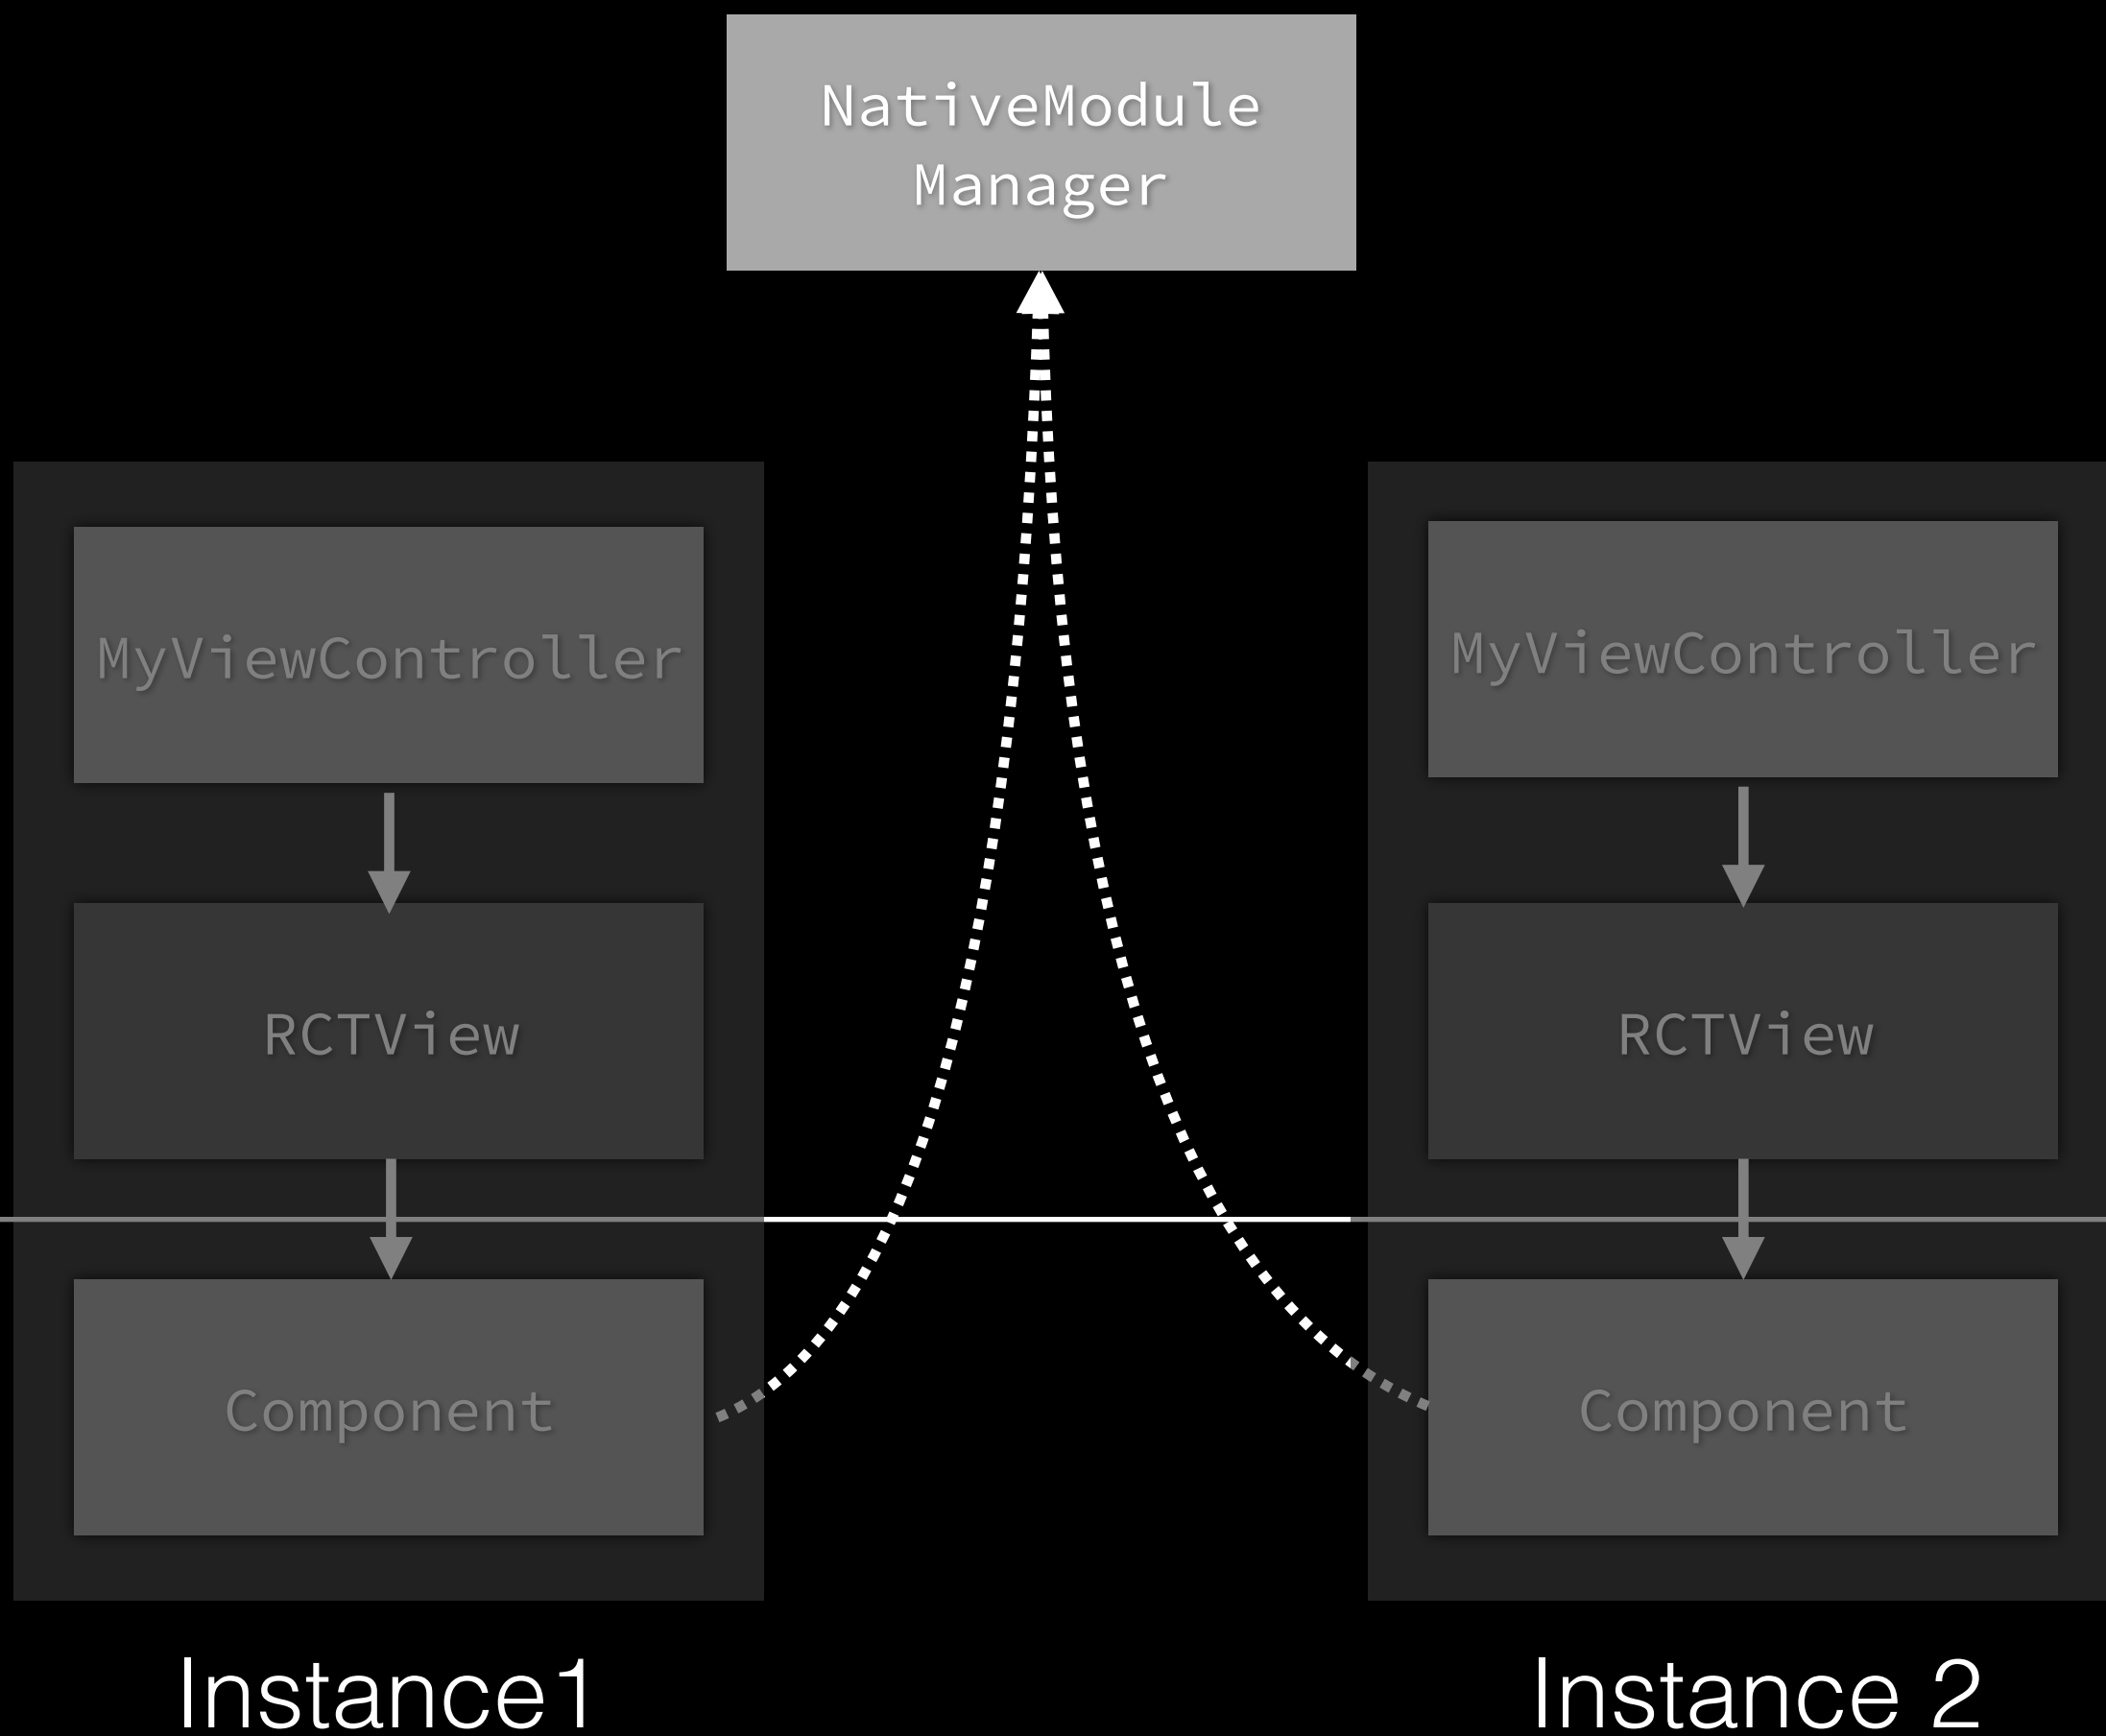 NativeModule
Manager
MyViewController
RCTView
Component
Instance1
MyViewController
RCTView
Component
Instance 2